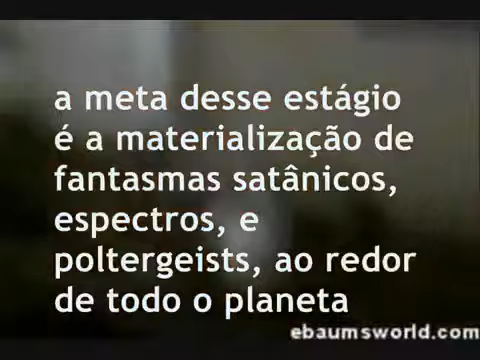 a meta desse estágio
é a materialização de
fantasmas satânicos,
espectros, e
poltergeists, ao redor
de todo o planeta
ebaumsworld.com